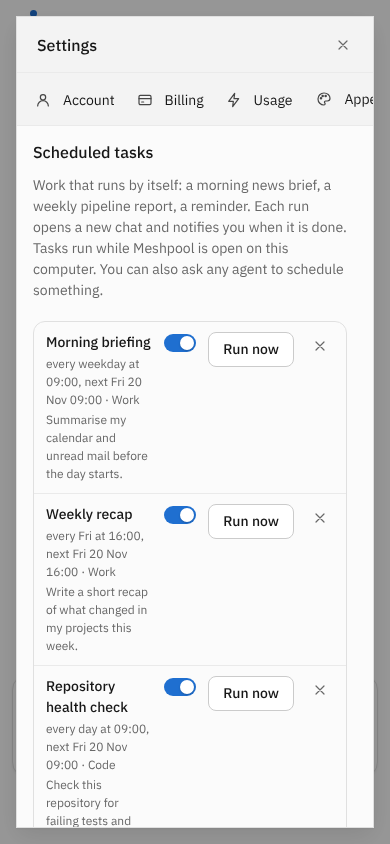 Settings
Account
Billing
Usage
Appe
Scheduled tasks
Work that runs by itself: a morning news brief, a
weekly pipeline report, a reminder. Each run
opens a new chat and notifies you when it is done.
Tasks run while Meshpool is open on this
computer. You can also ask any agent to schedule
something.
Morning briefing
Run now
every weekday at
09:00, next Fri 20
Nov 09:00 · Work
Summarise my
calendar and
unread mail before
the day starts.
Weekly recap
Run now
every Fri at 16:00,
next Fri 20 Nov
16:00 · Work
Write a short recap
of what changed in
my projects this
week.
Repository
health check
Run now
every day at 09:00,
next Fri 20 Nov
09:00 · Code
Check this
repository for
failing tests and